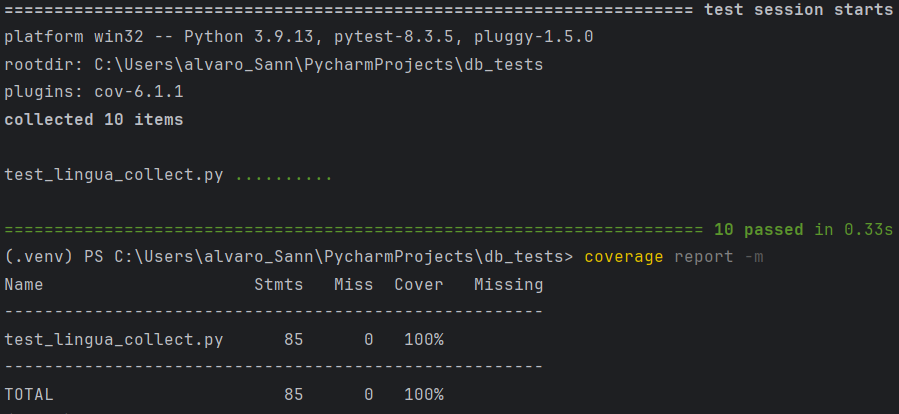 ===================================================================== test session starts
platform win32 -- Python 3.9.13, pytest-8.3.5, pluggy-1.5.0
rootdir: C:\Users\alvaro_Sann\PycharmProjects\db_tests
plugins: cov-6.1.1
collected 10 items
test_lingua_collect.py ..........
====================================================================== 10 passed in 0.33s
(.venv) PS C:\Users\alvaro_Sann\PycharmProjects\db_tests> coverage report -m
Name                     Stmts   Miss  Cover   Missing
------------------------------------------------------
test_lingua_collect.py      85      0   100%
------------------------------------------------------
TOTAL                       85      0   100%